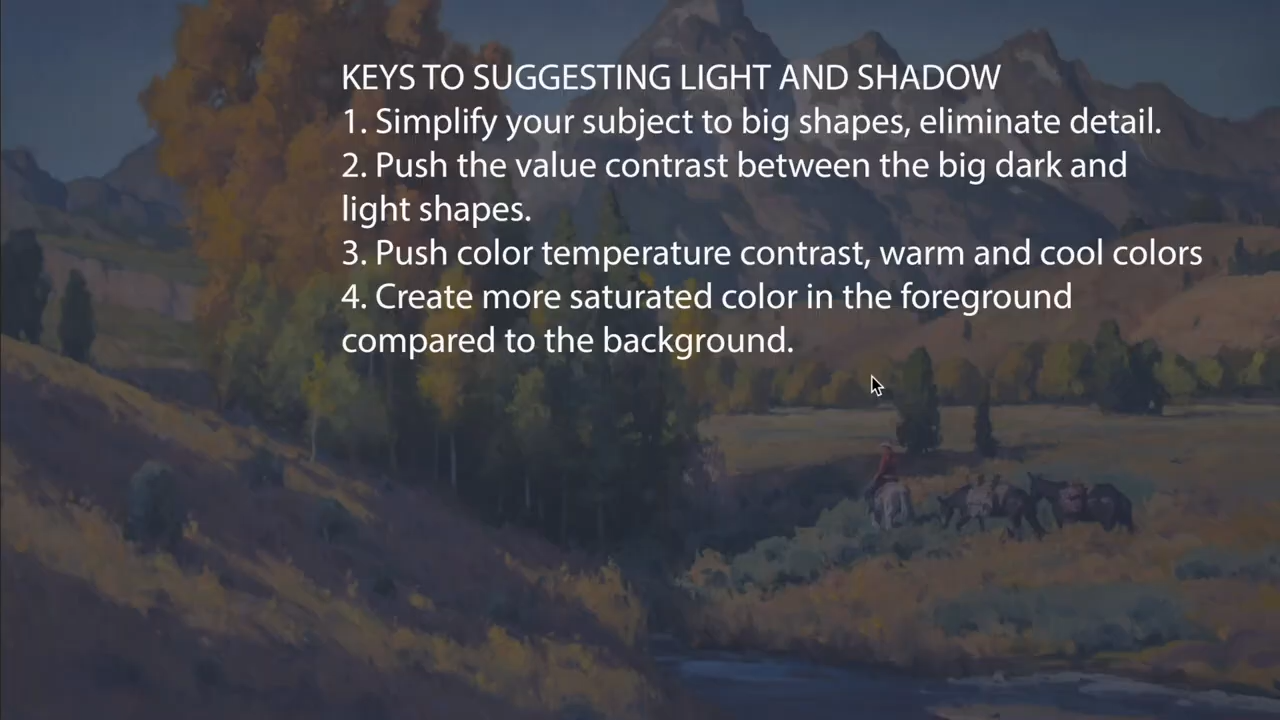 KEYS TO SUGGESTING LIGHT AND SHADOW
1. Simplify your subject to big shapes, eliminate detail.
2. Push the value contrast between the big dark and
light shapes.
3. Push color temperature contrast, warm and cool colors
4. Create more saturated color in the foreground
compared to the background.